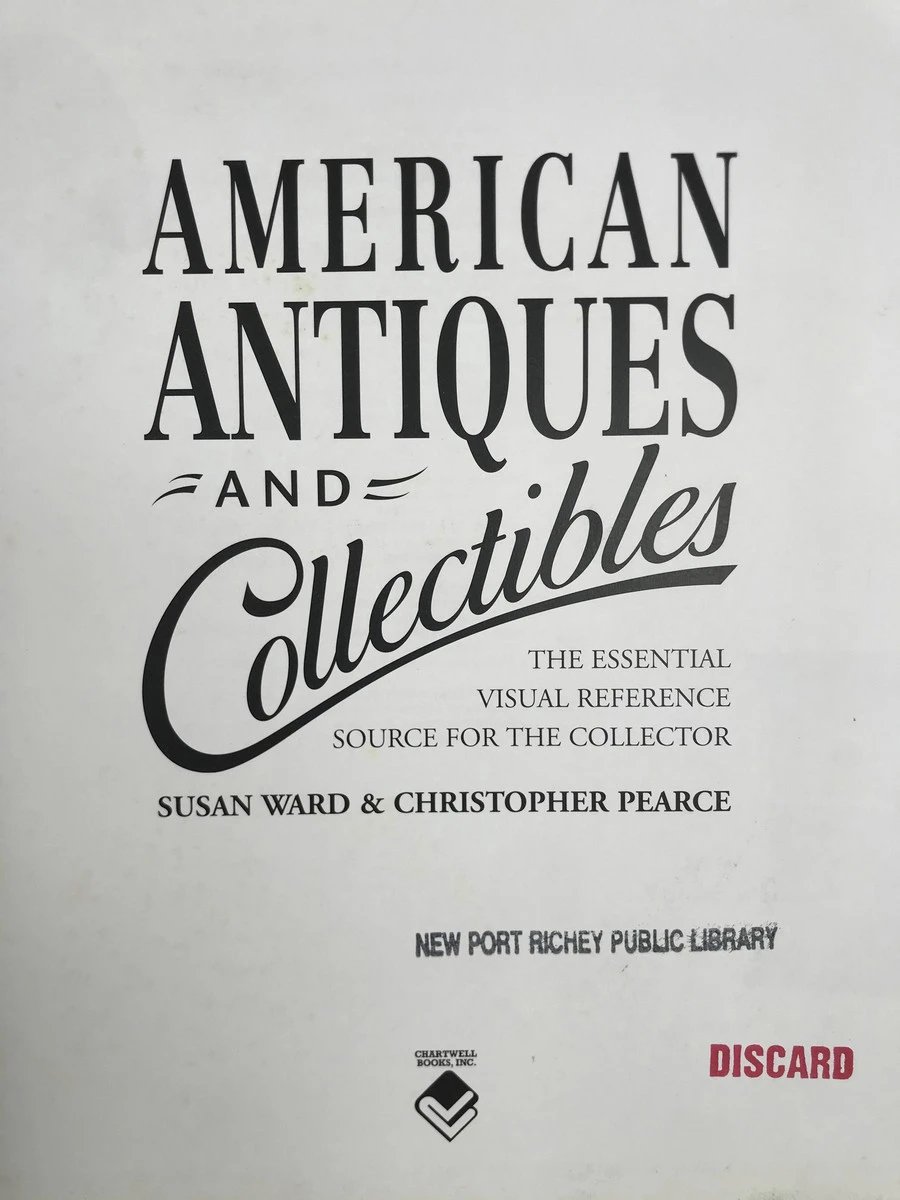 AMERICAN
ANTIQUES
AND
Collectibles
THE ESSENTIAL
VISUAL REFERENCE
SOURCE FOR THE COLLECTOR
SUSAN WARD & CHRISTOPHER PEARCE
NEW PORT RICHEY PUBLIC LIBRARY
CHARTWELL
BOOKS, INC.
DISCARD